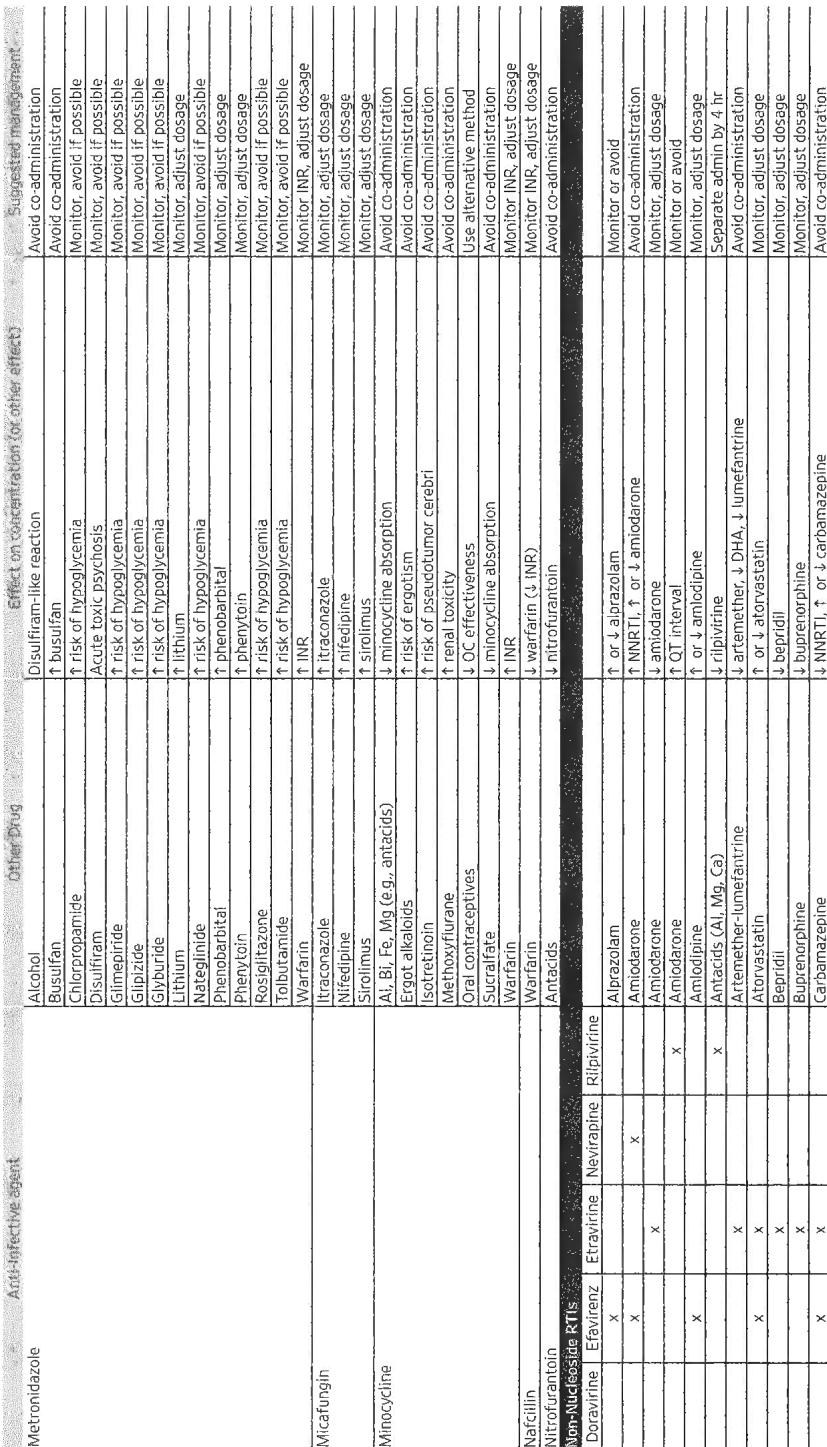 Anti-Infective agent Other Drug Effect on concentration (or other effect) Suggested management
Metronidazole Alcohol Disulfiram-like reaction Avoid co-administration
Busulfan ↑ busulfan Avoid co-administration
Chlorpropamide ↑ risk of hypoglycemia Monitor, avoid if possible
Disulfiram Acute toxic psychosis Monitor, avoid if possible
Glimepiride ↑ risk of hypoglycemia Monitor, avoid if possible
Glipizide ↑ risk of hypoglycemia Monitor, avoid if possible
Glyburide ↑ risk of hypoglycemia Monitor, avoid if possible
Lithium ↑ lithium Monitor, adjust dosage
Nateglinide ↑ risk of hypoglycemia Monitor, avoid if possible
Phenobarbital ↑ phenobarbital Monitor, adjust dosage
Phenytoin ↑ phenytoin Monitor, adjust dosage
Rosiglitazone ↑ risk of hypoglycemia Monitor, avoid if possible
Tolbutamide ↑ risk of hypoglycemia Monitor, avoid if possible
Warfarin ↑ INR Monitor INR, adjust dosage
Micafungin Itraconazole ↑ itraconazole Monitor, adjust dosage
Nifedipine ↑ nifedipine Monitor, adjust dosage
Sirolimus ↑ sirolimus Monitor, adjust dosage
Minocycline Al, Bi, Fe, Mg (e.g., antacids) ↓ minocycline absorption Avoid co-administration
Ergot alkaloids ↑ risk of ergotism Avoid co-administration
Isotretinoin ↑ risk of pseudotumor cerebri Avoid co-administration
Methoxyflurane ↑ renal toxicity Avoid co-administration
Oral contraceptives ↓ OC effectiveness Use alternative method
Sucralfate ↓ minocycline absorption Avoid co-administration
Warfarin ↑ INR Monitor INR, adjust dosage
Nafcillin Warfarin ↓ warfarin (↓ INR) Monitor INR, adjust dosage
Nitrofurantoin Antacids ↓ nitrofurantoin Avoid co-administration
Non-Nucleoside RTIs
Doravirine Efavirenz Etravirine Nevirapine Rilpivirine
x Alprazolam ↑ or ↓ alprazolam Monitor or avoid
x x Amiodarone ↑ NNRTI, ↑ or ↓ amiodarone Avoid co-administration
x Amiodarone ↓ amiodarone Monitor, adjust dosage
x Amiodarone ↑ QT interval Monitor or avoid
x Amlodipine ↑ or ↓ amlodipine Monitor, adjust dosage
x Antacids (Al, Mg, Ca) ↓ rilpivirine Separate admin by 4 hr
x Artemether-lumefantrine ↓ artemether, ↓ DHA, ↓ lumefantrine Avoid co-administration
x x Atorvastatin ↑ or ↓ atorvastatin Monitor, adjust dosage
x Bepridil ↓ bepridil Monitor, adjust dosage
x Buprenorphine ↓ buprenorphine Monitor, adjust dosage
x x Carbamazepine ↓ NNRTI, ↑ or ↓ carbamazepine Avoid co-administration